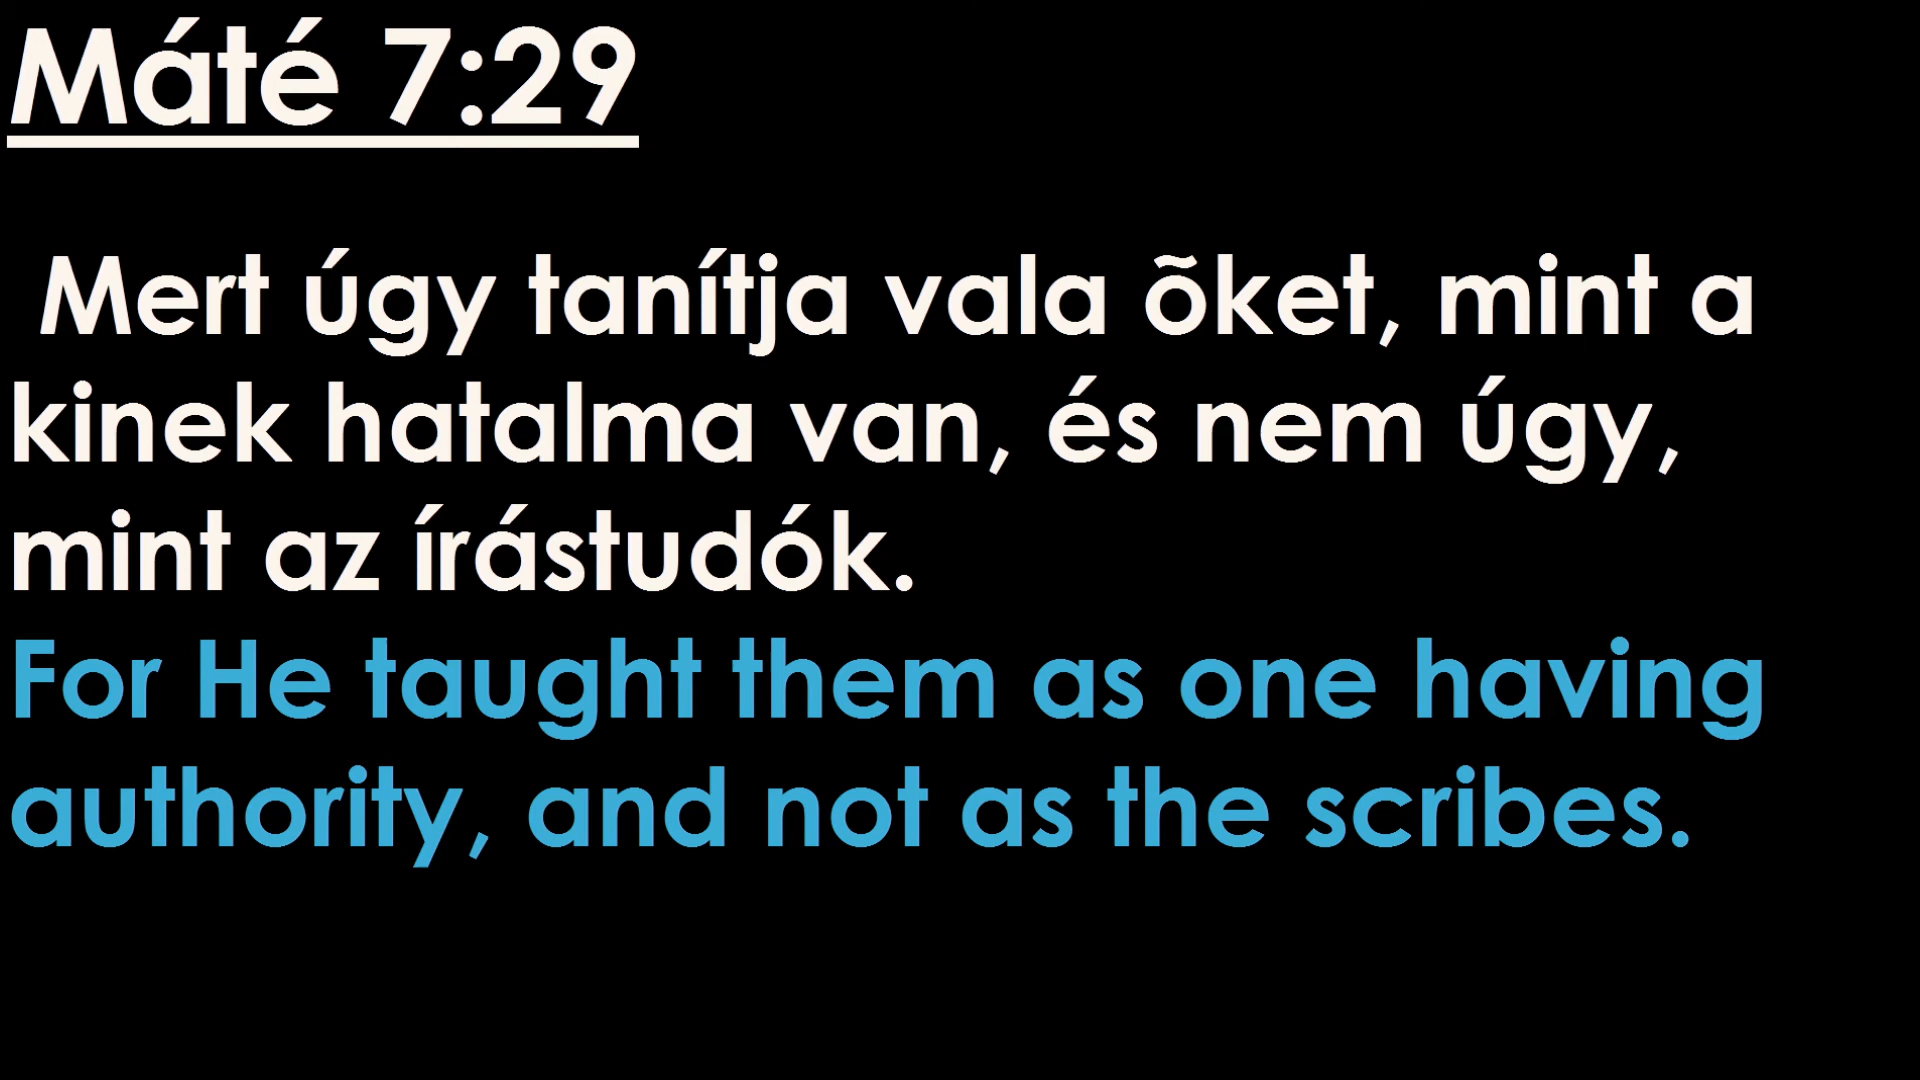 Máté 7:29
Mert úgy tanítja vala õket, mint a
kinek hatalma van, és nem úgy,
mint az írástudók.
For He taught them as one having
authority, and not as the scribes.